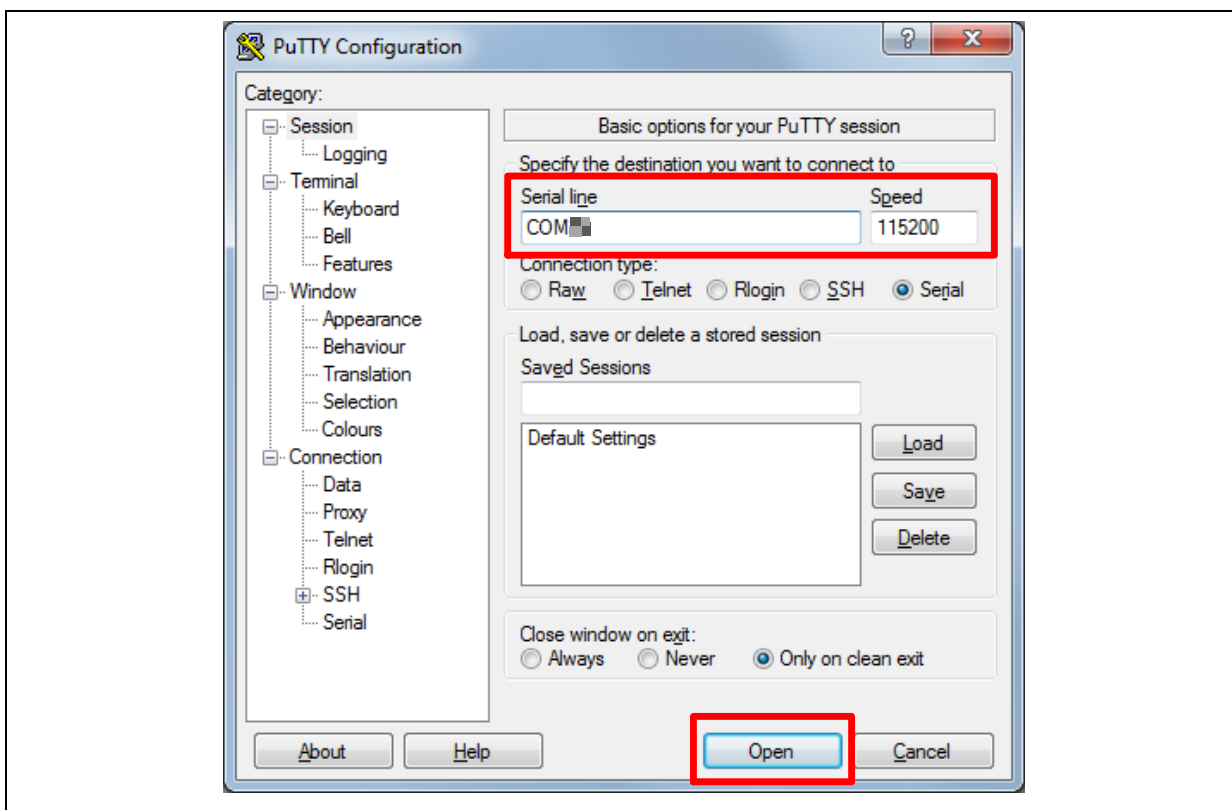 PuTTY Configuration
Category:
Session
Logging
Terminal
Keyboard
Bell
Features
Window
Appearance
Behaviour
Translation
Selection
Colours
Connection
Data
Proxy
Telnet
Rlogin
SSH
Serial
Basic options for your PuTTY session
Specify the destination you want to connect to
Serial line Speed
COM 115200
Connection type:
Raw Telnet Rlogin SSH Serial
Load, save or delete a stored session
Saved Sessions
Default Settings
Load
Save
Delete
Close window on exit:
Always Never Only on clean exit
About Help Open Cancel